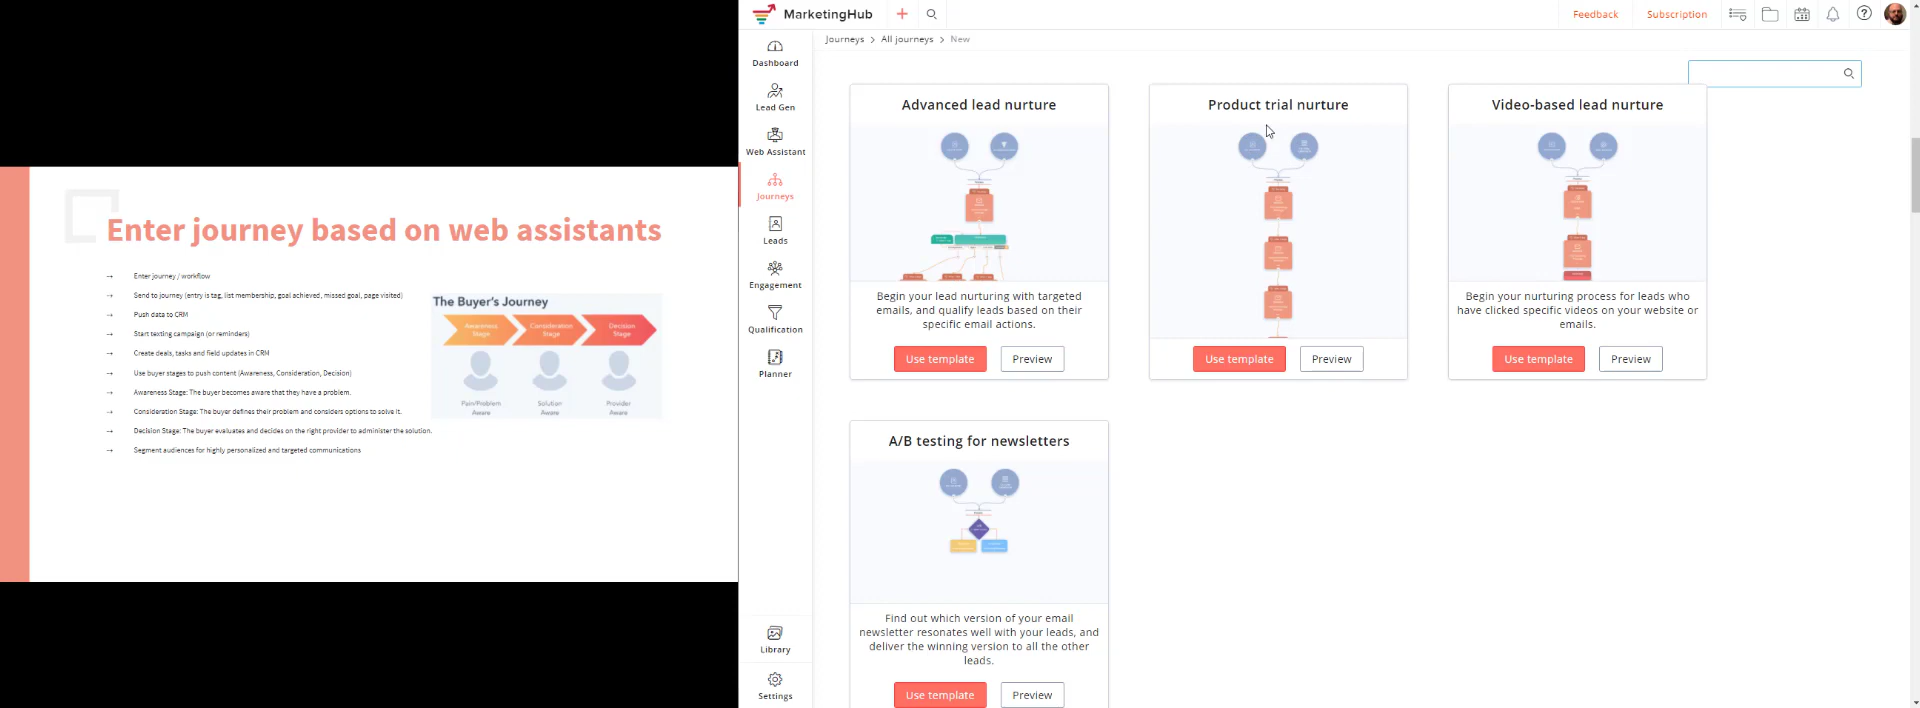 Enter journey based on web assistants
→ Enter journey / workflow
→ Send to journey (entry is tag, list membership, goal achieved, missed goal, page visited)
→ Push data to CRM
→ Start texting campaign (or reminders)
→ Create deals, tasks and field updates in CRM
→ Use buyer stages to push content (Awareness, Consideration, Decision)
→ Awareness Stage: The buyer becomes aware that they have a problem.
→ Consideration Stage: The buyer defines their problem and considers options to solve it.
→ Decision Stage: The buyer evaluates and decides on the right provider to administer the solution.
→ Segment audiences for highly personalized and targeted communications
The Buyer's Journey
Awareness Stage
Consideration Stage
Decision Stage
Pain/Problem Aware
Solution Aware
Provider Aware
MarketingHub
Feedback
Subscription
Dashboard
Lead Gen
Web Assistant
Journeys
Leads
Engagement
Qualification
Planner
Library
Settings
Journeys > All journeys > New
Advanced lead nurture
Begin your lead nurturing with targeted
emails, and qualify leads based on their
specific email actions.
Use template
Preview
Product trial nurture
Use template
Preview
Video-based lead nurture
Begin your nurturing process for leads who
have clicked specific videos on your website or
emails.
Use template
Preview
A/B testing for newsletters
Find out which version of your email
newsletter resonates well with your leads, and
deliver the winning version to all the other
leads.
Use template
Preview